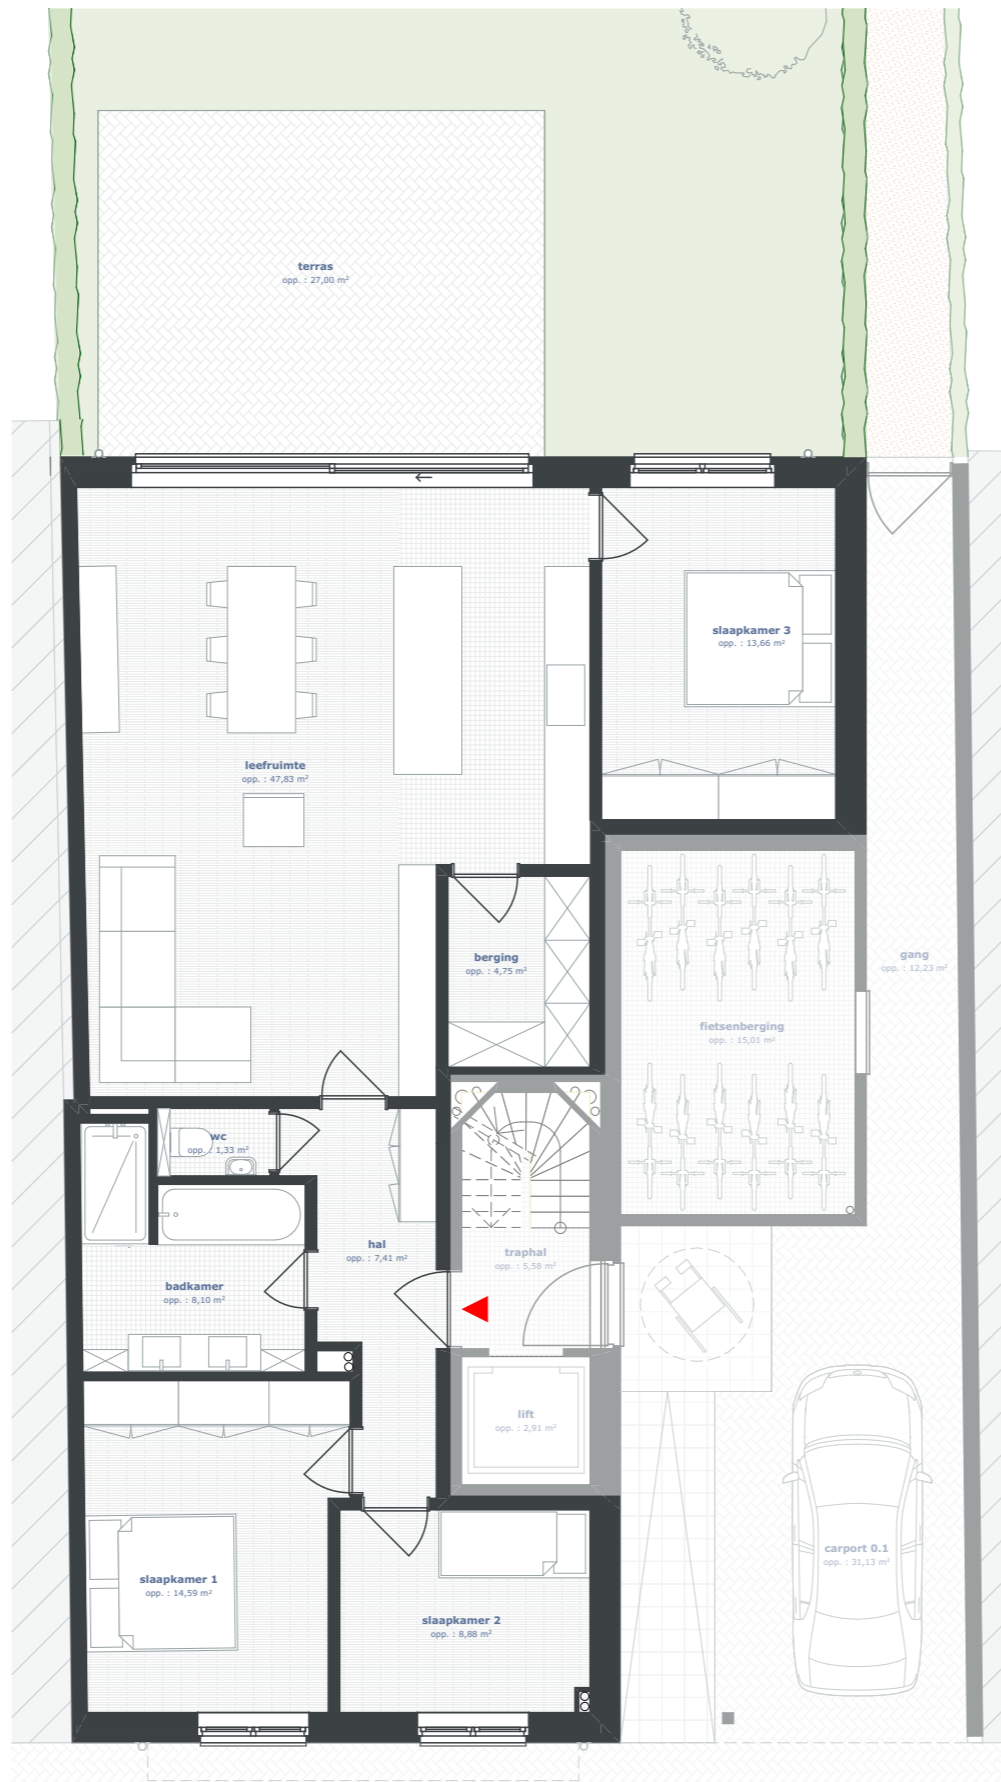 terras
opp. : 27,00 m²
slaapkamer 3
opp. : 13,66 m²
leefruimte
opp. : 47,83 m²
berging
opp. : 4,75 m²
gang
opp. : 12,23 m²
fietsenberging
opp. : 15,01 m²
wc
opp. : 1,33 m²
hal
opp. : 7,41 m²
traphal
opp. : 5,58 m²
badkamer
opp. : 8,10 m²
lift
opp. : 2,91 m²
carport 0.1
opp. : 31,13 m²
slaapkamer 1
opp. : 14,59 m²
slaapkamer 2
opp. : 8,88 m²